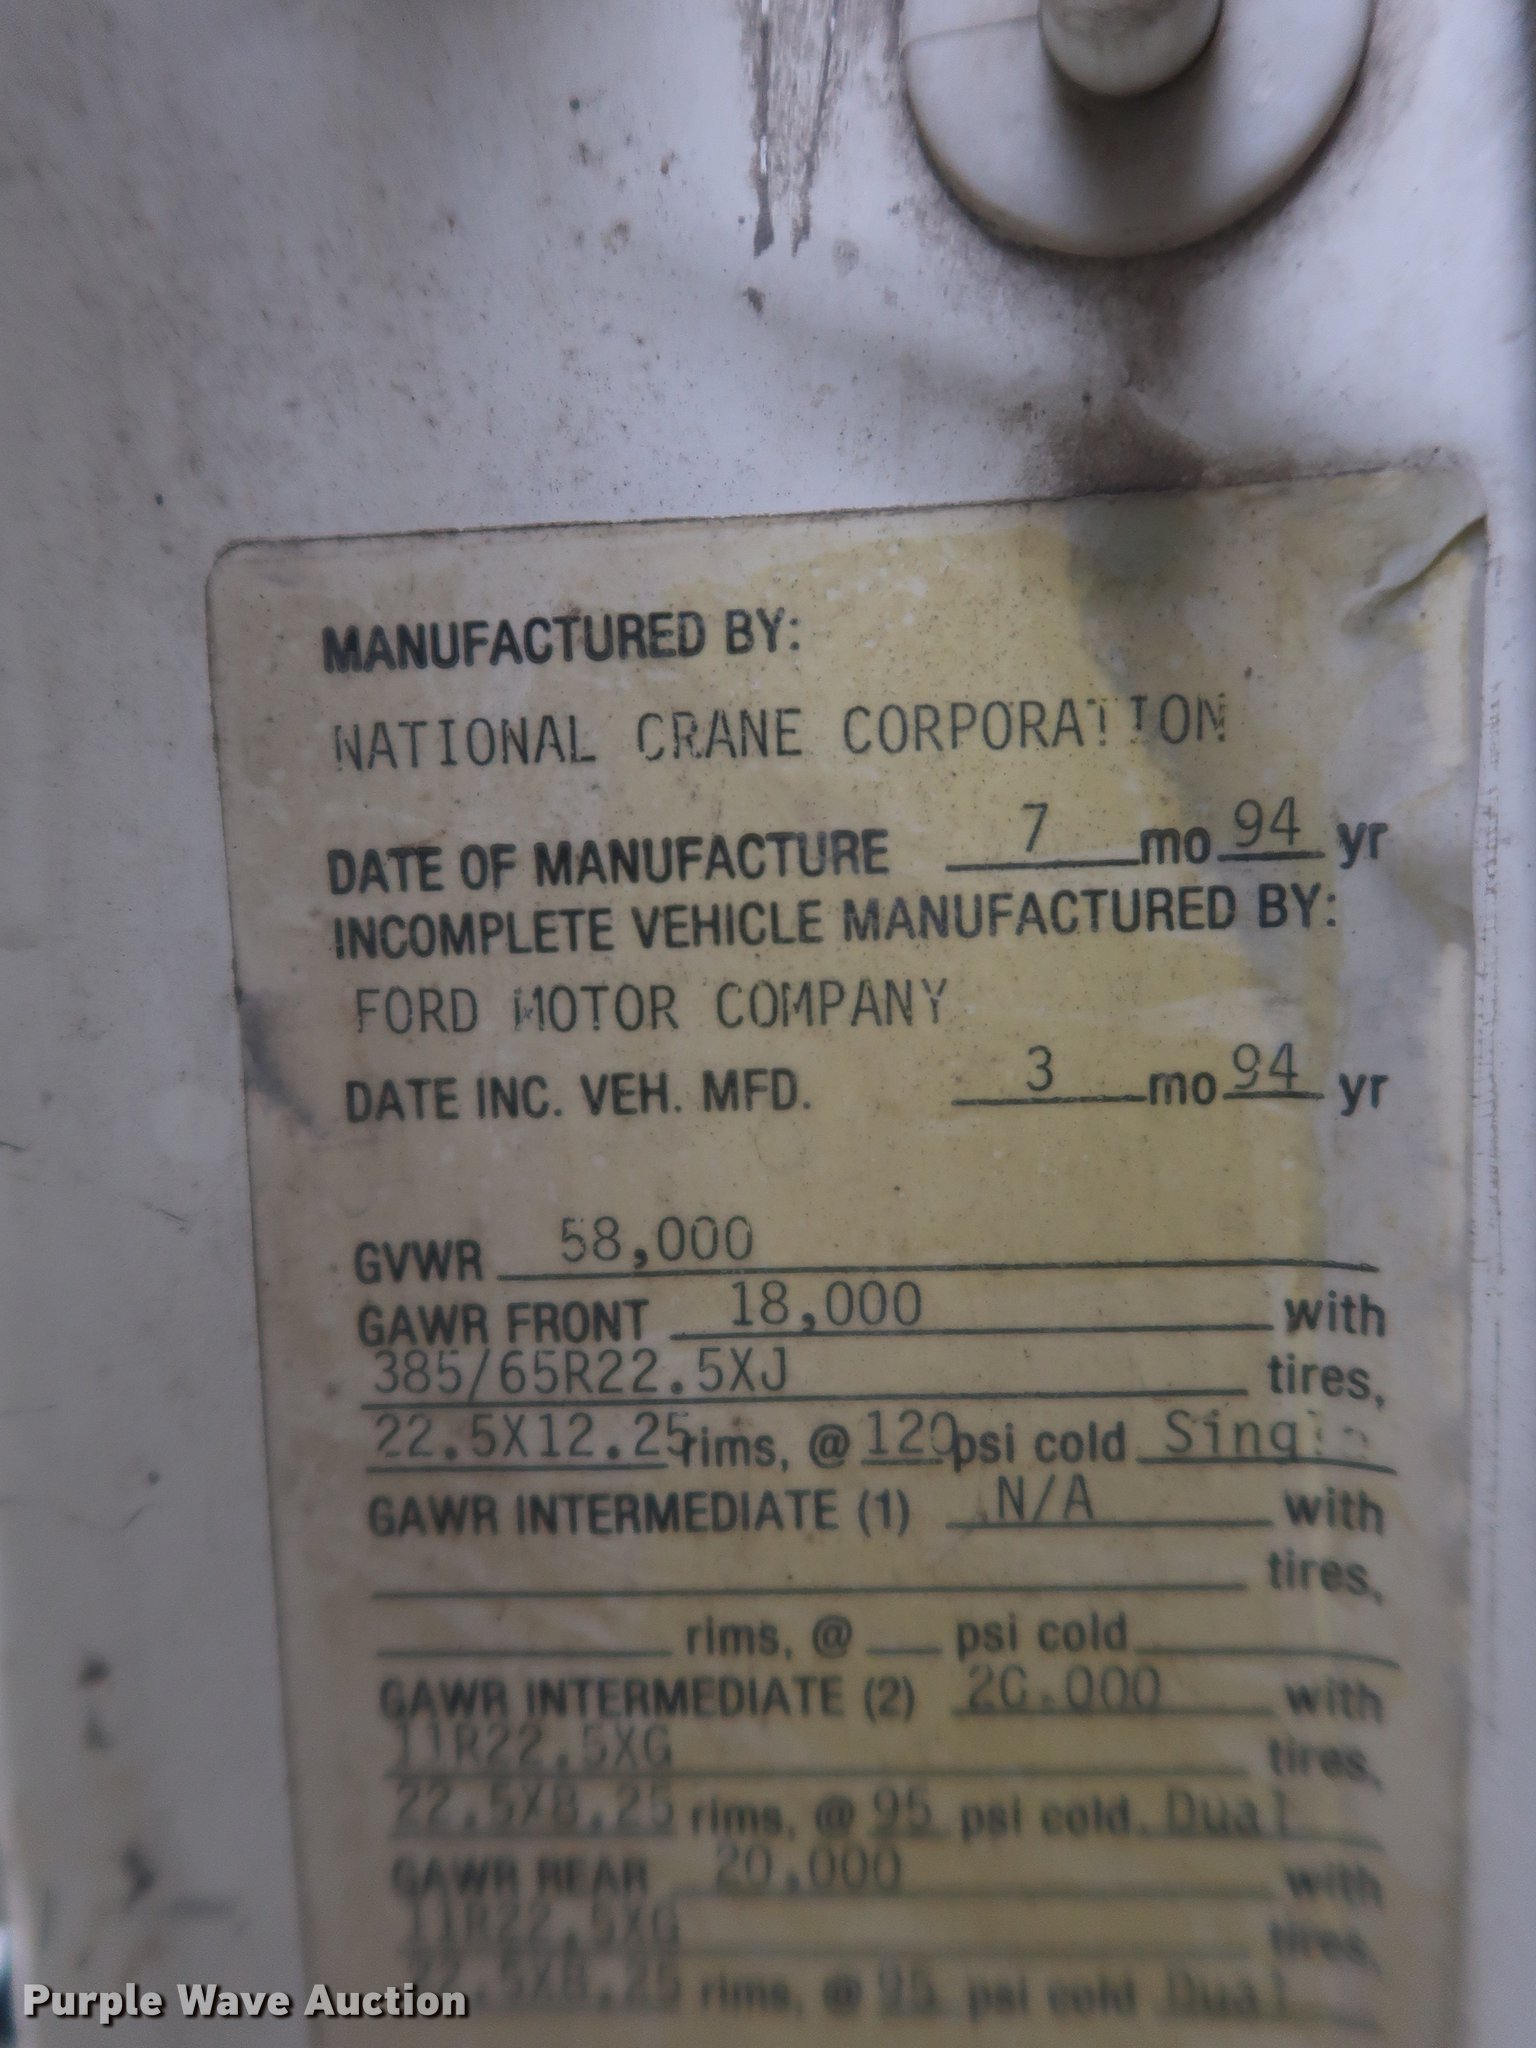 MANUFACTURED BY:
NATIONAL CRANE CORPORATION
DATE OF MANUFACTURE 7 mo 94 yr
INCOMPLETE VEHICLE MANUFACTURED BY:
FORD MOTOR COMPANY
DATE INC. VEH. MFD. 3 mo 94 yr
GVWR 58,000
GAWR FRONT 18,000 with
385/65R22.5XJ tires,
22.5X12.25 rims, @ 120 psi cold Single
GAWR INTERMEDIATE (1) N/A with
tires,
rims, @ psi cold
GAWR INTERMEDIATE (2) 20.000 with
11R22.5XG tires,
22.5X8.25 rims, @ 95 psi cold. Dual
GAWR REAR 20,000 with
11R22.5XG tires,
22.5X8.25 rims, @ 95 psi cold Dual
Purple Wave Auction